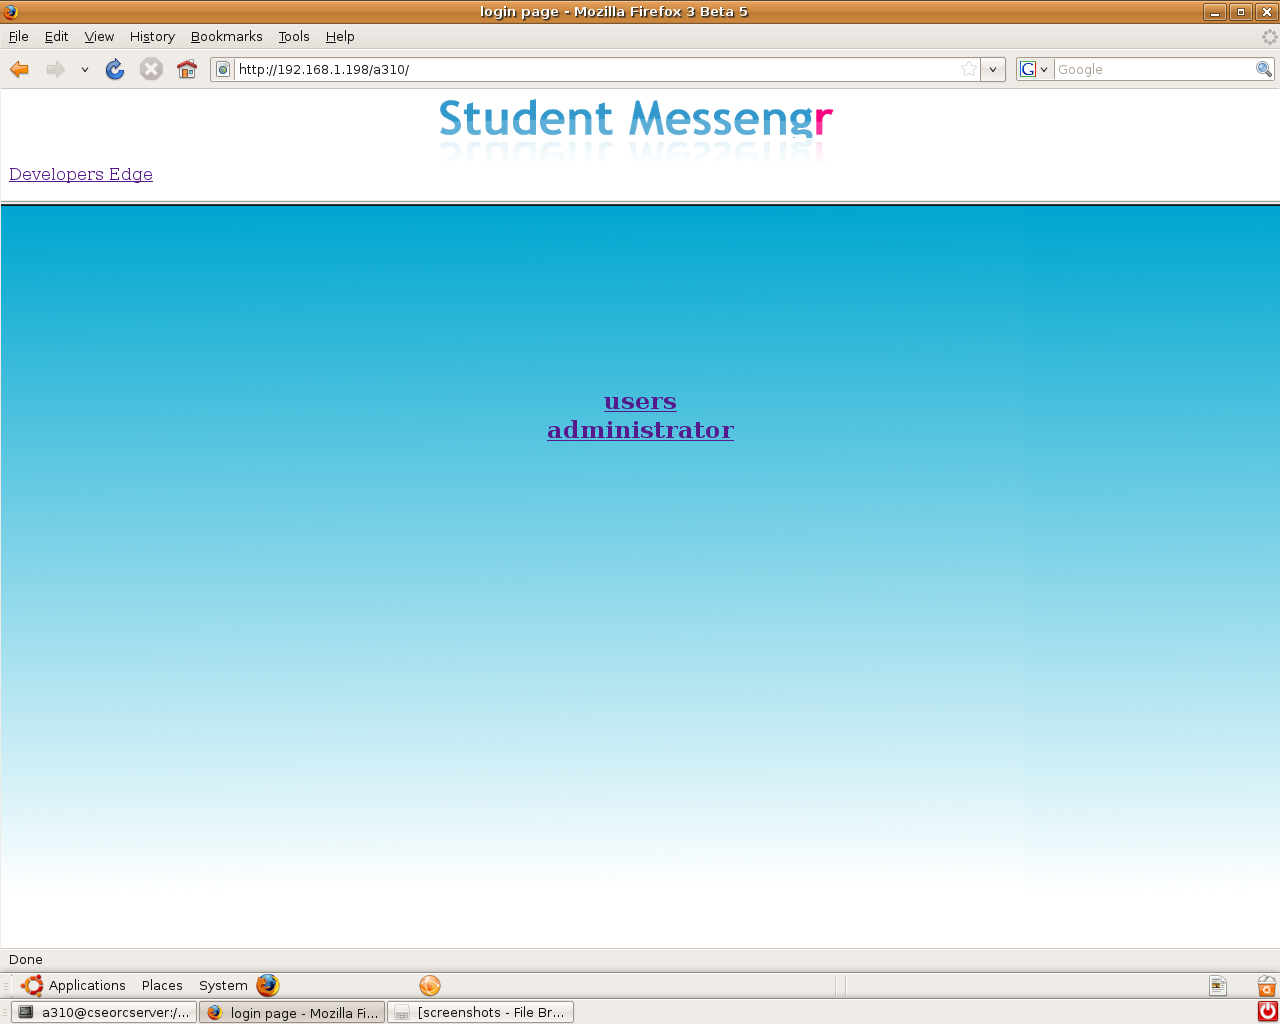 login page - Mozilla Firefox 3 Beta 5
File Edit View History Bookmarks Tools Help
http://192.168.1.198/a310/
G Google
Student Messengr
Developers Edge
users
administrator
Done
Applications Places System
a310@cseorcserver:/... login page - Mozilla Fi... [screenshots - File Br...